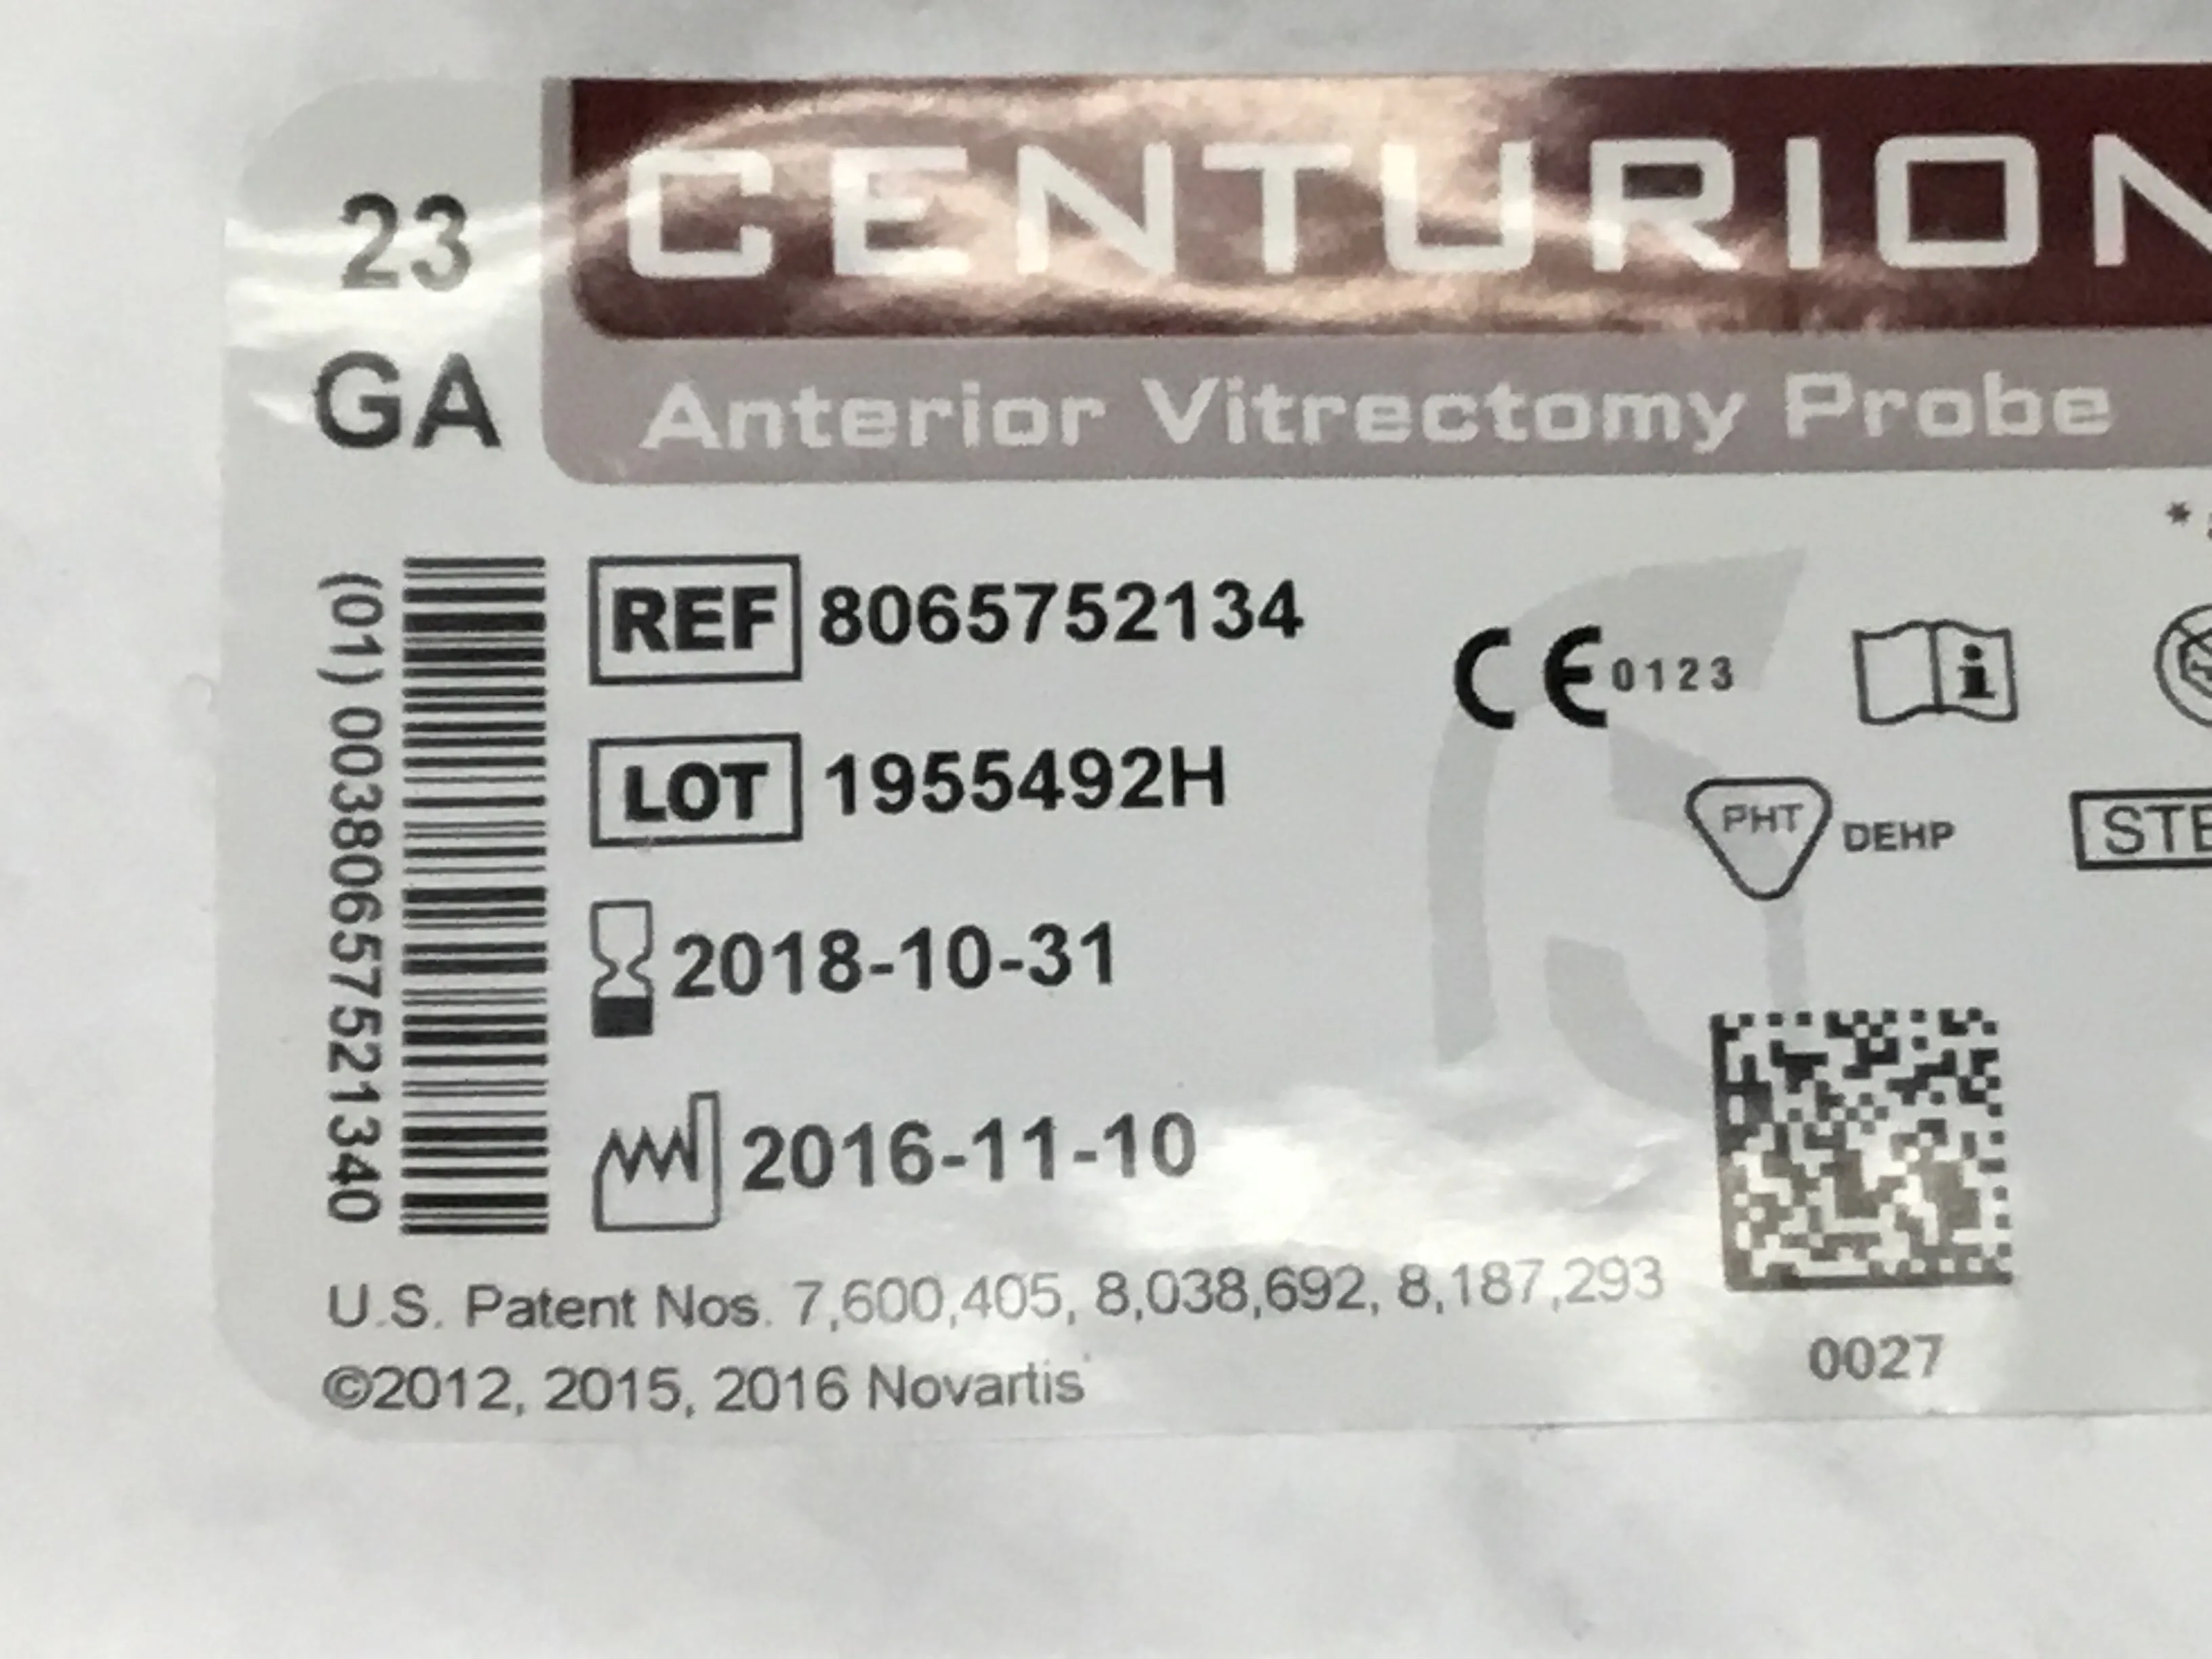 23
GA
CENTURION
Anterior Vitrectomy Probe
*
(01) 00380657521340
REF 8065752134
LOT 1955492H
2018-10-31
2016-11-10
CE 0123
i
PHT DEHP
STE
0027
U.S. Patent Nos. 7,600,405, 8,038,692, 8,187,293
©2012, 2015, 2016 Novartis